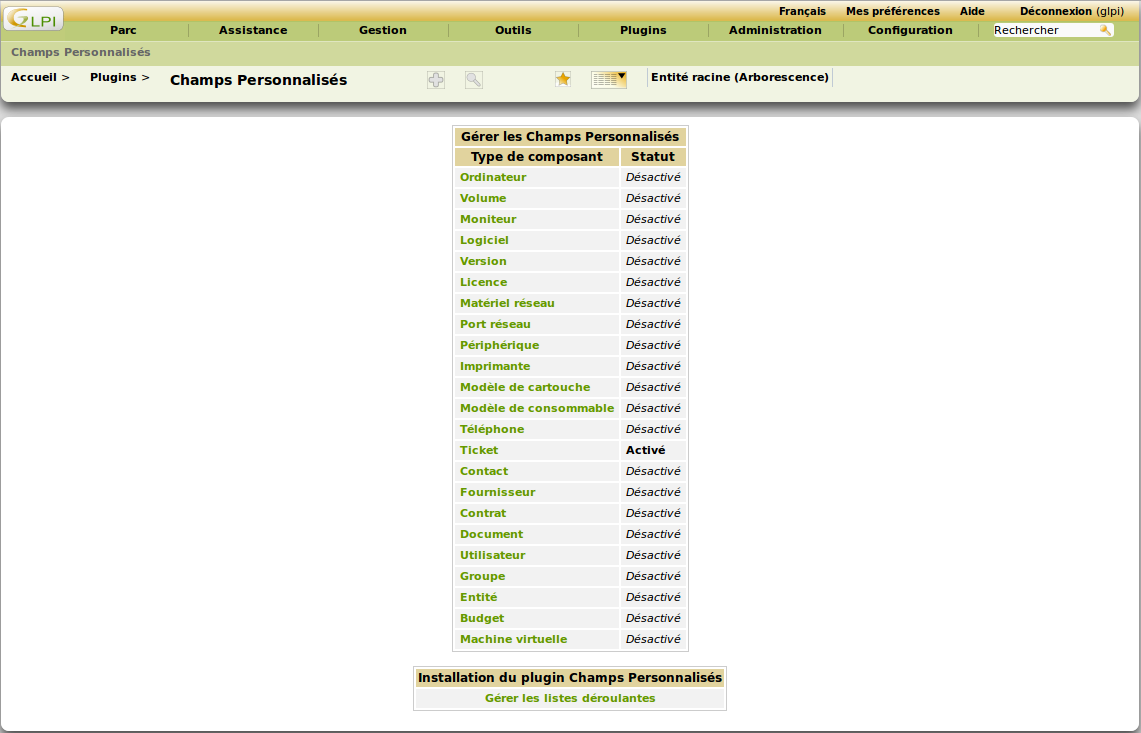 GLPI
Français Mes préférences Aide Déconnexion (glpi)
Parc Assistance Gestion Outils Plugins Administration Configuration Rechercher
Champs Personnalisés
Accueil > Plugins > Champs Personnalisés Entité racine (Arborescence)
Gérer les Champs Personnalisés
Type de composant Statut
Ordinateur Désactivé
Volume Désactivé
Moniteur Désactivé
Logiciel Désactivé
Version Désactivé
Licence Désactivé
Matériel réseau Désactivé
Port réseau Désactivé
Périphérique Désactivé
Imprimante Désactivé
Modèle de cartouche Désactivé
Modèle de consommable Désactivé
Téléphone Désactivé
Ticket Activé
Contact Désactivé
Fournisseur Désactivé
Contrat Désactivé
Document Désactivé
Utilisateur Désactivé
Groupe Désactivé
Entité Désactivé
Budget Désactivé
Machine virtuelle Désactivé
Installation du plugin Champs Personnalisés
Gérer les listes déroulantes